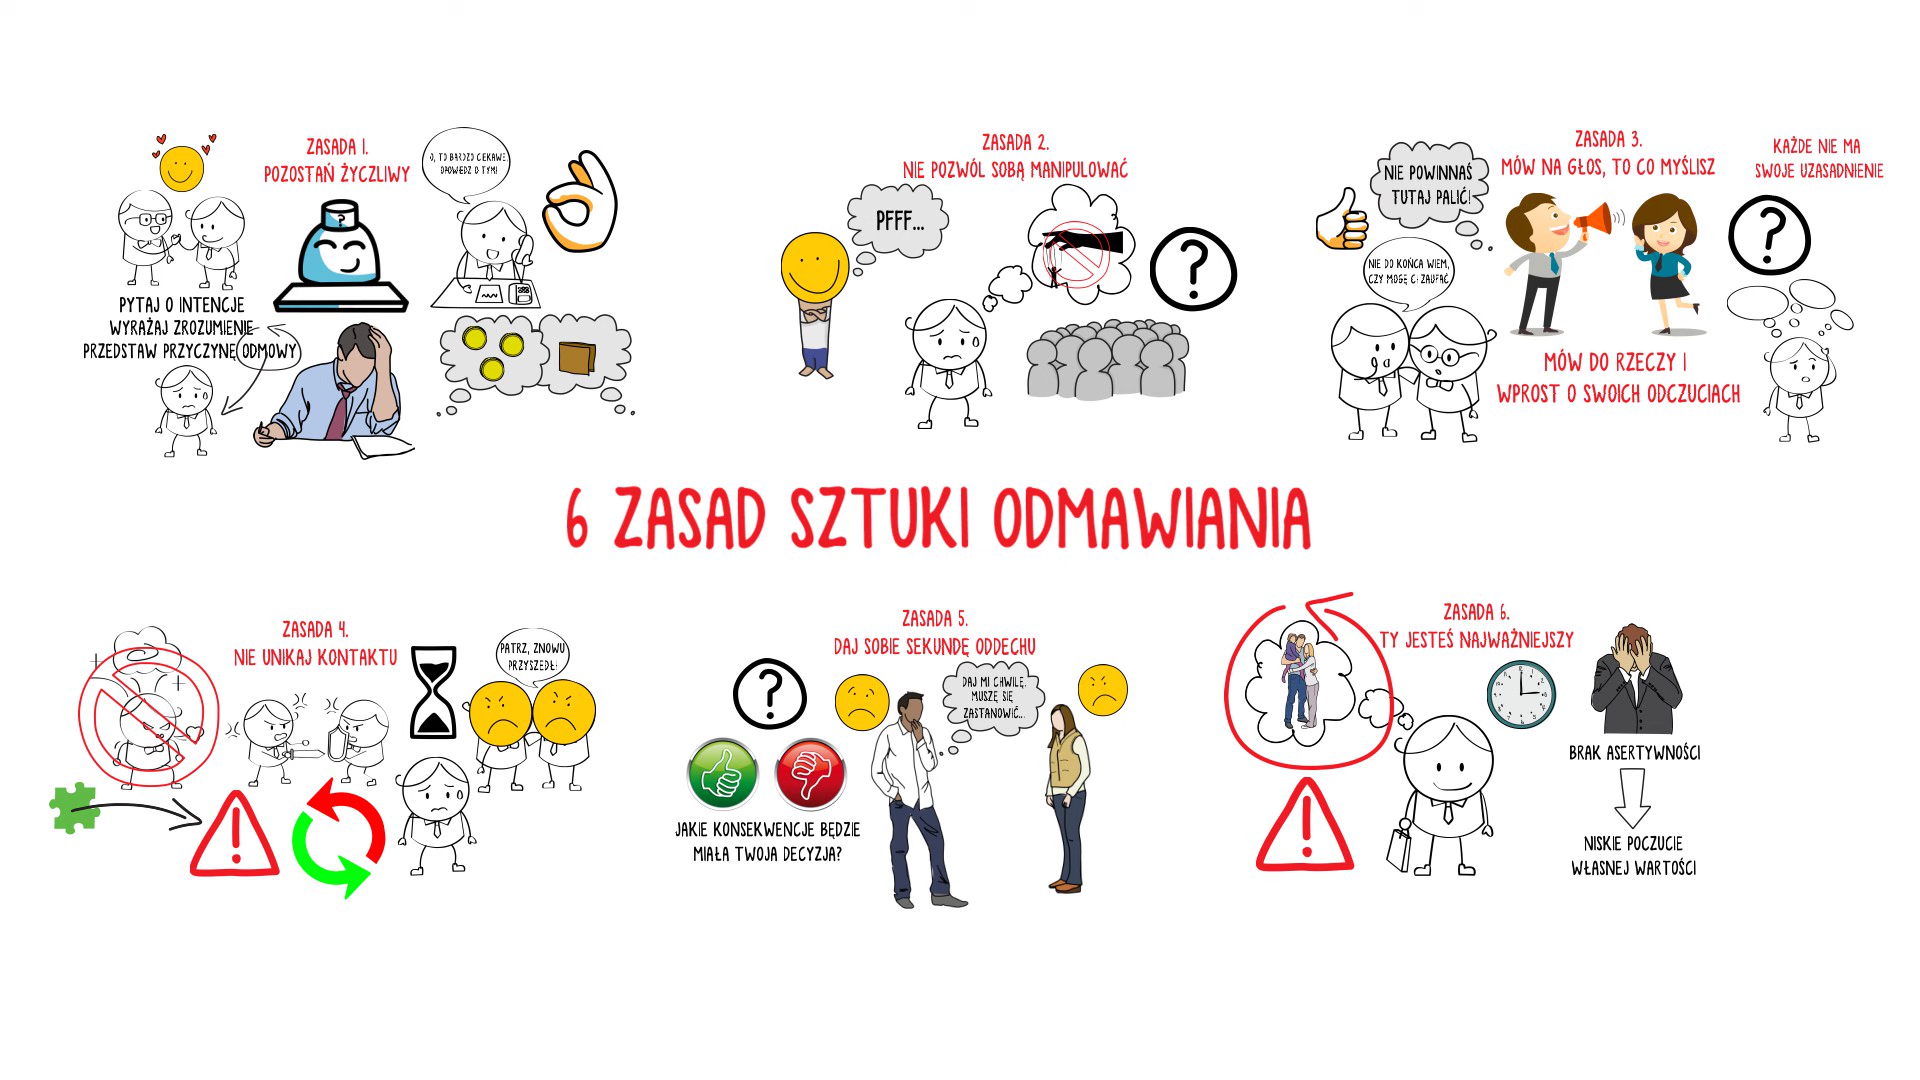 ZASADA 1.
POZOSTAŃ ŻYCZLIWY
O, TO BARDZO CIEKAWE.
OPOWIEDZ O TYM!
?
PYTAJ O INTENCJE
WYRAŻAJ ZROZUMIENIE
PRZEDSTAW PRZYCZYNĘ ODMOWY
ZASADA 2.
NIE POZWÓL SOBĄ MANIPULOWAĆ
PFFF...
?
ZASADA 3.
MÓW NA GŁOS, TO CO MYŚLISZ
NIE POWINNAŚ
TUTAJ PALIĆ!
NIE DO KOŃCA WIEM,
CZY MOGĘ CI ZAUFAĆ
MÓW DO RZECZY I
WPROST O SWOICH ODCZUCIACH
KAŻDE NIE MA
SWOJE UZASADNIENIE
?
6 ZASAD SZTUKI ODMAWIANIA
ZASADA 4.
NIE UNIKAJ KONTAKTU
PATRZ, ZNOWU
PRZYSZEDŁ!
!
ZASADA 5.
DAJ SOBIE SEKUNDĘ ODDECHU
?
DAJ MI CHWILĘ,
MUSZĘ SIĘ
ZASTANOWIĆ...
JAKIE KONSEKWENCJE BĘDZIE
MIAŁA TWOJA DECYZJA?
ZASADA 6.
TY JESTEŚ NAJWAŻNIEJSZY
!
BRAK ASERTYWNOŚCI
NISKIE POCZUCIE
WŁASNEJ WARTOŚCI